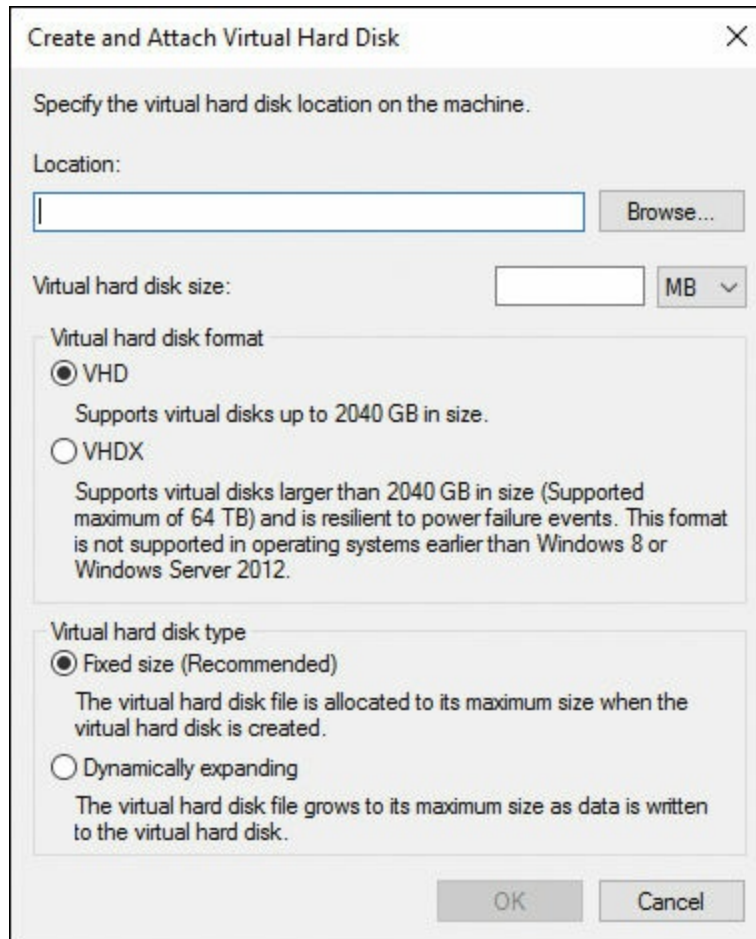 Create and Attach Virtual Hard Disk
Specify the virtual hard disk location on the machine.
Location:
Browse...
Virtual hard disk size:
MB
Virtual hard disk format
VHD
Supports virtual disks up to 2040 GB in size.
VHDX
Supports virtual disks larger than 2040 GB in size (Supported
maximum of 64 TB) and is resilient to power failure events. This format
is not supported in operating systems earlier than Windows 8 or
Windows Server 2012.
Virtual hard disk type
Fixed size (Recommended)
The virtual hard disk file is allocated to its maximum size when the
virtual hard disk is created.
Dynamically expanding
The virtual hard disk file grows to its maximum size as data is written
to the virtual hard disk.
OK
Cancel